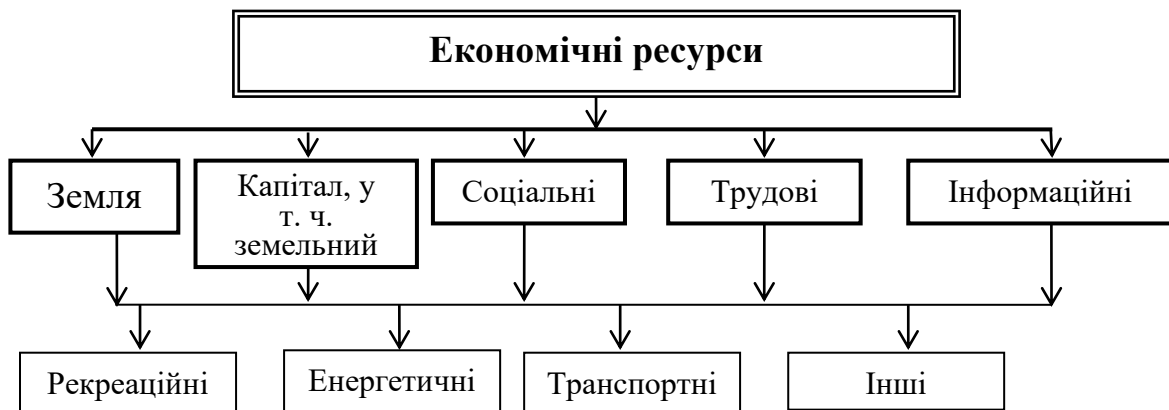 Економічні ресурси
Земля
Капітал, у
т. ч.
земельний
Соціальні
Трудові
Інформаційні
Рекреаційні
Енергетичні
Транспортні
Інші